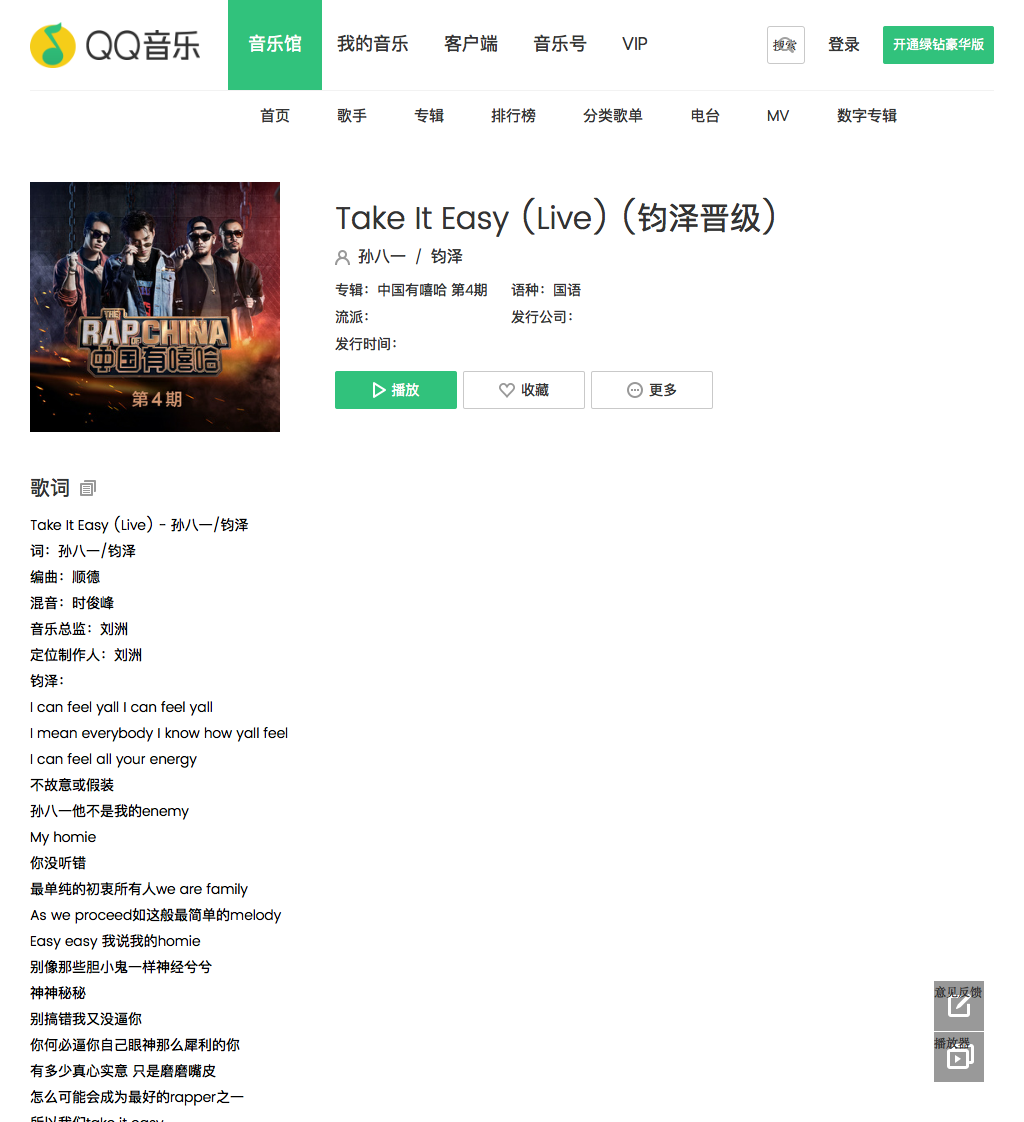 QQ音乐
音乐馆 我的音乐 客户端 音乐号 VIP 搜索 登录 开通绿钻豪华版
首页 歌手 专辑 排行榜 分类歌单 电台 MV 数字专辑
THE RAP OF CHINA
中国有嘻哈
第4期
Take It Easy (Live) (钧泽晋级)
孙八一 / 钧泽
专辑：中国有嘻哈 第4期 语种：国语
流派： 发行公司：
发行时间：
播放 收藏 更多
歌词
Take It Easy (Live) - 孙八一/钧泽
词：孙八一/钧泽
编曲：顺德
混音：时俊峰
音乐总监：刘洲
定位制作人：刘洲
钧泽：
I can feel yall I can feel yall
I mean everybody I know how yall feel
I can feel all your energy
不故意或假装
孙八一他不是我的enemy
My homie
你没听错
最单纯的初衷所有人we are family
As we proceed如这般最简单的melody
Easy easy 我说我的homie
别像那些胆小鬼一样神经兮兮
神神秘秘
别搞错我又没逼你
你何必逼你自己眼神那么犀利的你
有多少真心实意 只是磨磨嘴皮
怎么可能会成为最好的rapper之一
所以我们take it easy
意见反馈
播放器